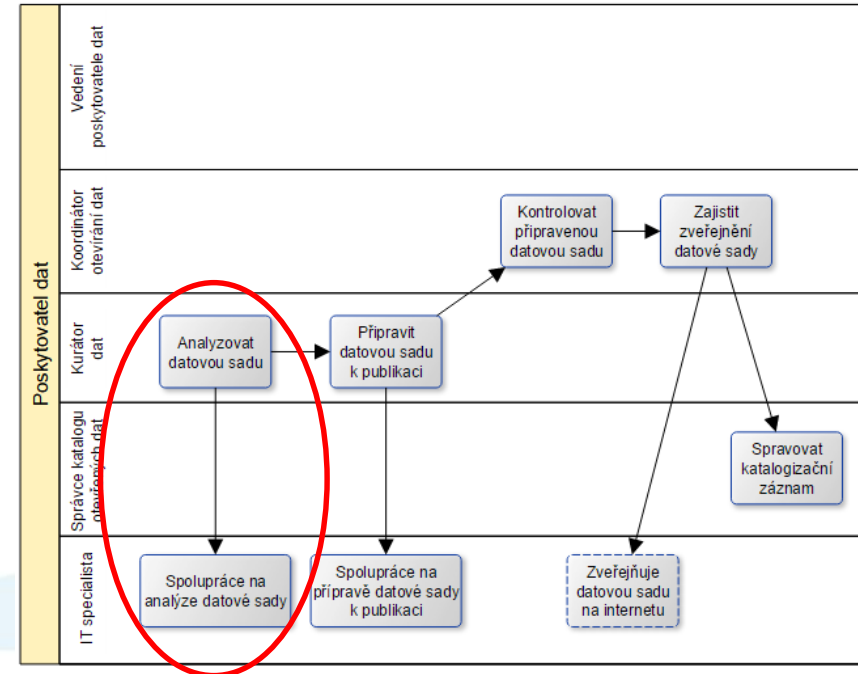 Poskytovatel dat
Vedení
poskytovatele dat
Koordinátor
otevírání dat
Kontrolovat
připravenou
datovou sadu
Zajistit
zveřejnění
datové sady
Kurátor
dat
Analyzovat
datovou sadu
Připravit
datovou sadu
k publikaci
Správce katalogu
otevřených dat
Spravovat
katalogizační
záznam
IT specialista
Spolupráce na
analýze datové sady
Spolupráce na
přípravě datové sady
k publikaci
Zveřejňuje
datovou sadu
na internetu